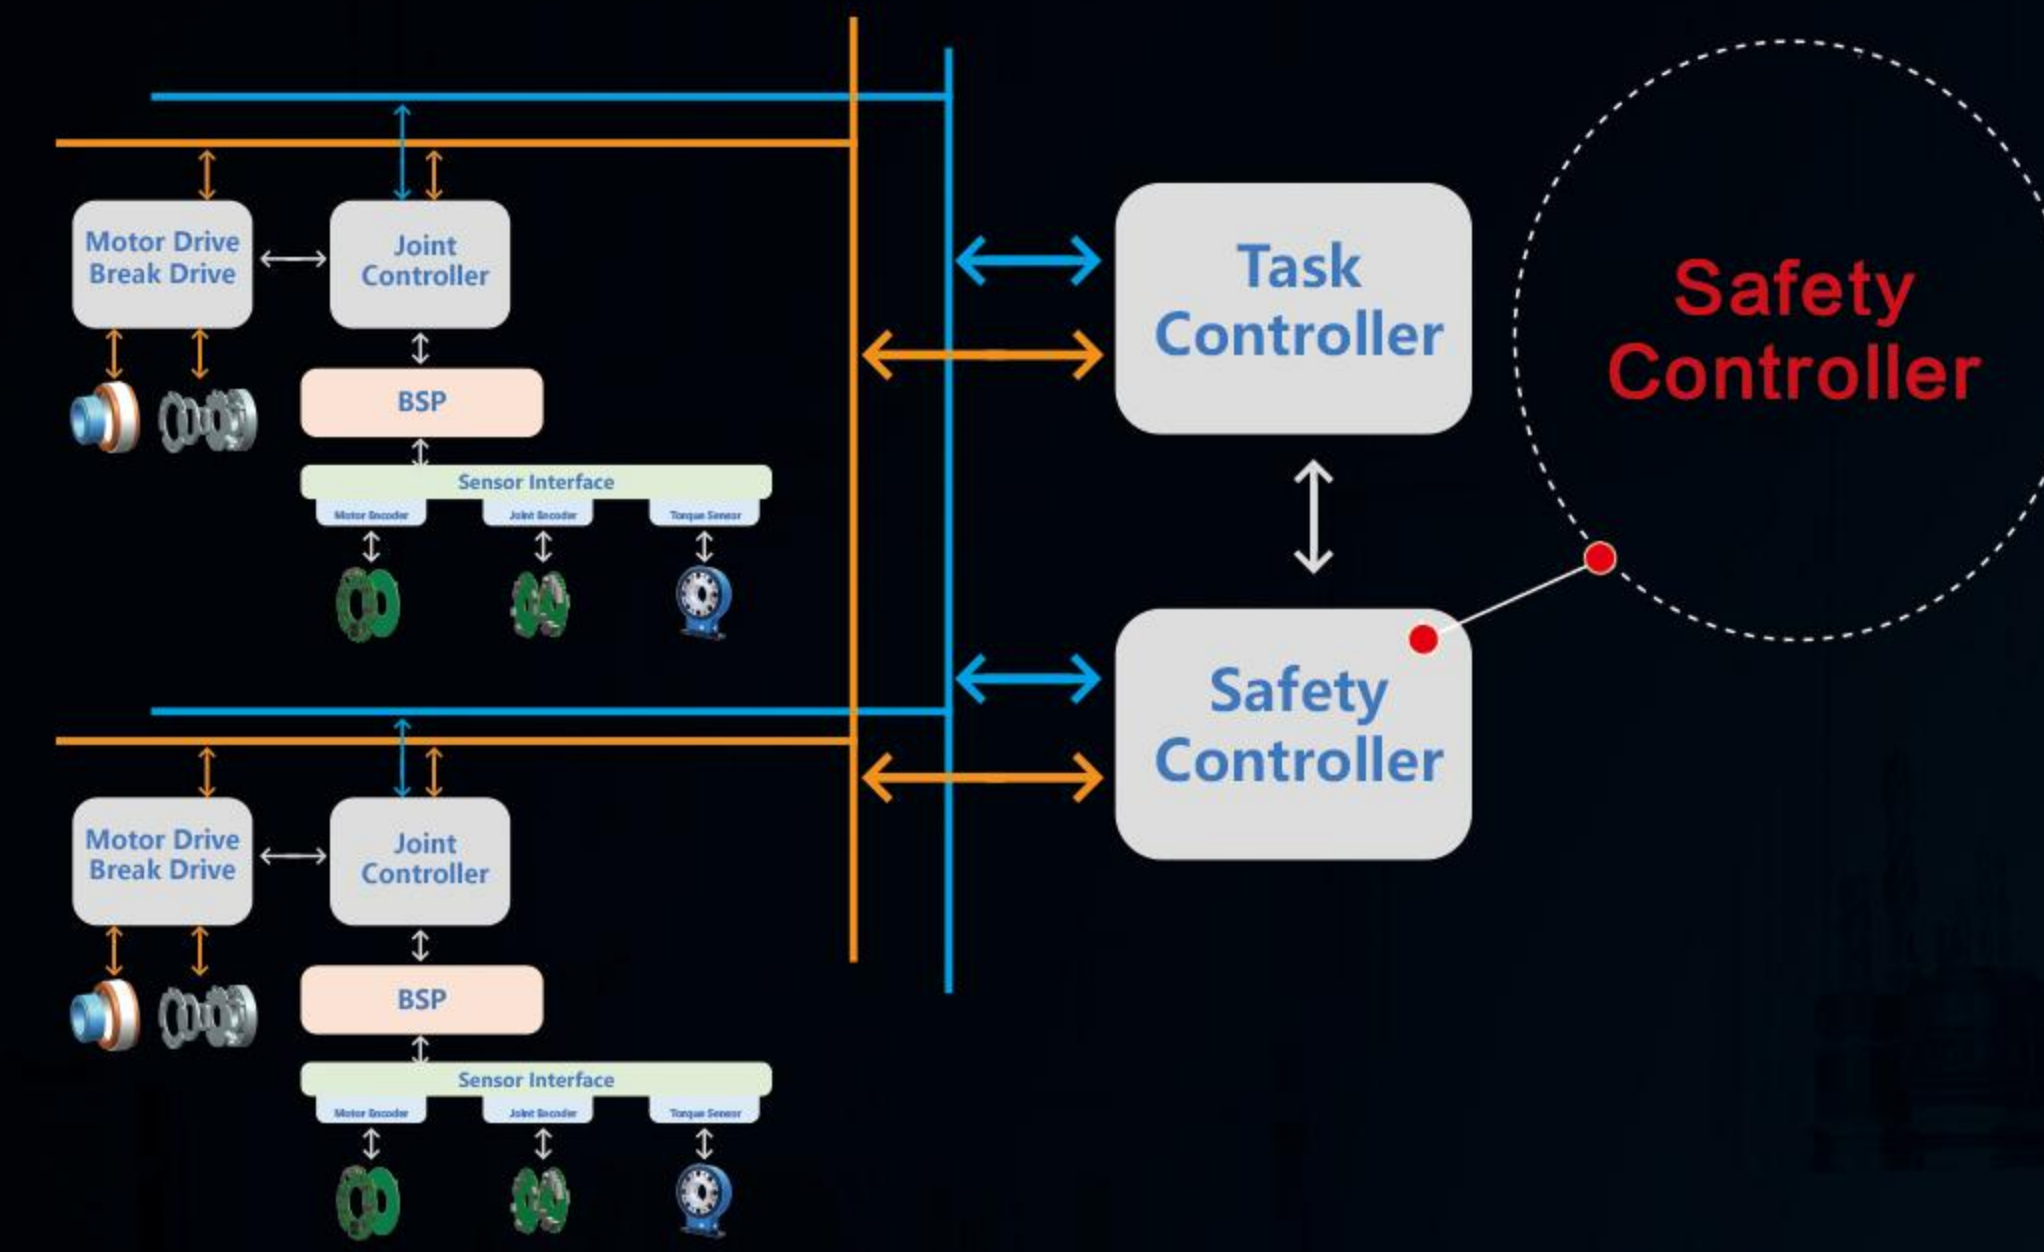 Motor Drive
Break Drive
Joint
Controller
BSP
Sensor Interface
Motor Encoder
Joint Encoder
Torque Sensor
Task
Controller
Safety
Controller
Safety
Controller
Motor Drive
Break Drive
Joint
Controller
BSP
Sensor Interface
Motor Encoder
Joint Encoder
Torque Sensor